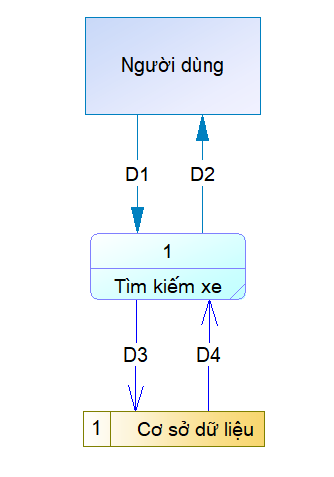 Người dùng
D1 D2
1
Tìm kiếm xe
D3 D4
1 Cơ sở dữ liệu